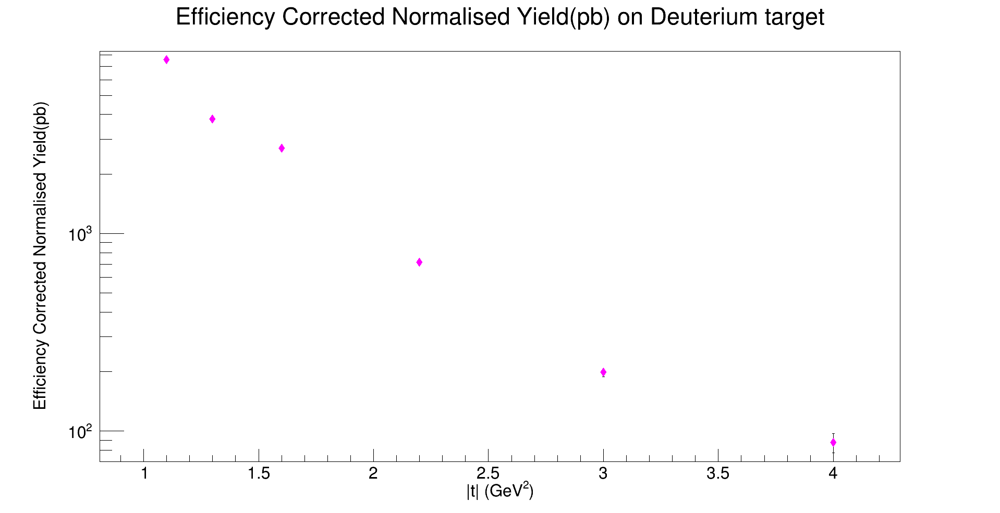 Efficiency Corrected Normalised Yield(pb) on Deuterium target
Efficiency Corrected Normalised Yield(pb)
10³
10²
1 1.5 2 2.5 3 3.5 4
|t| (GeV²)